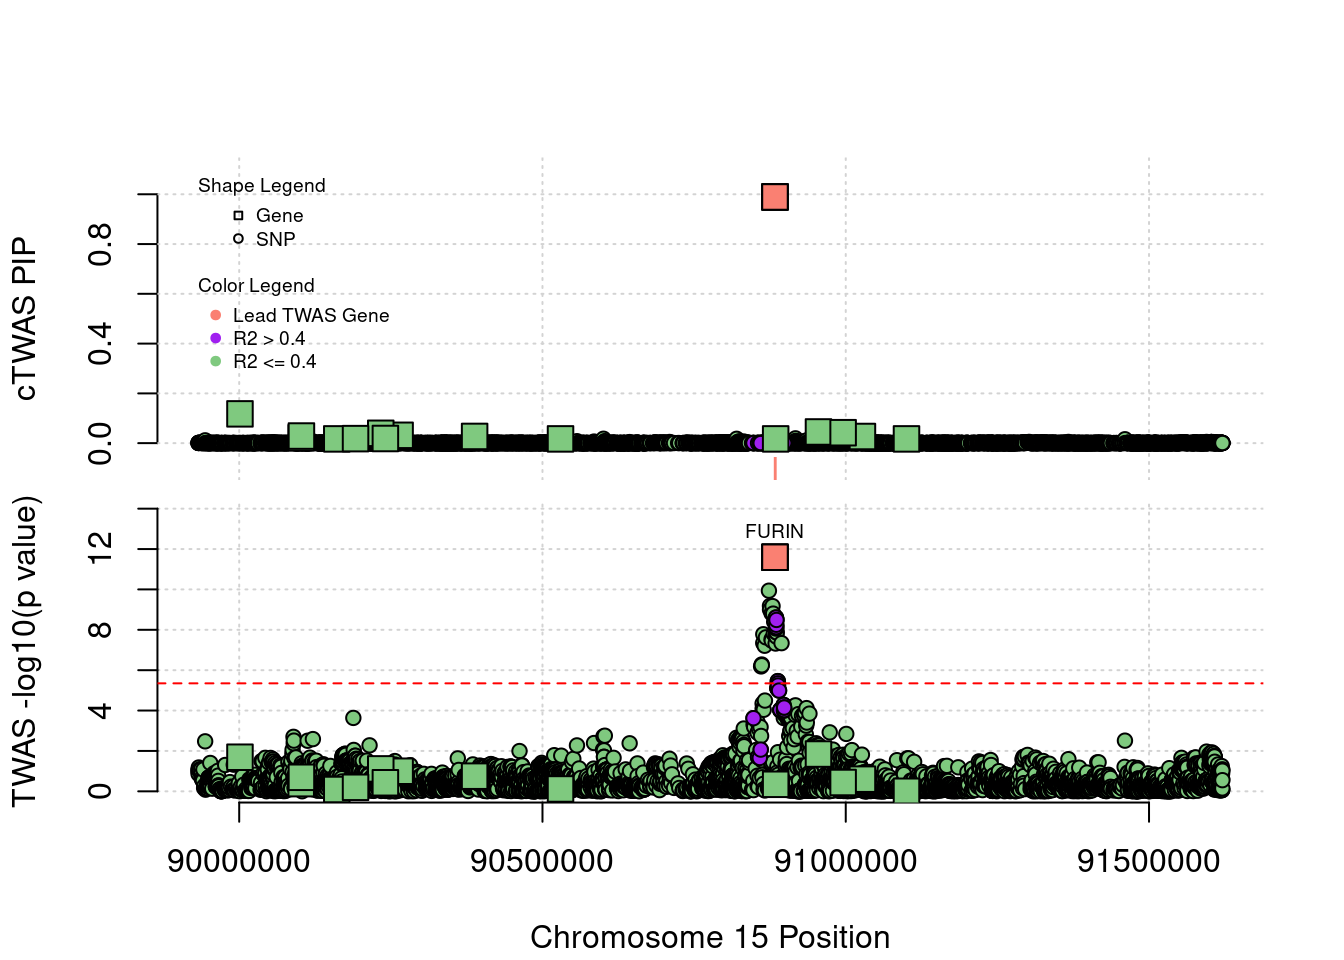 Shape Legend
Gene
SNP
Color Legend
Lead TWAS Gene
R2 > 0.4
R2 <= 0.4
cTWAS PIP
0.8
0.4
0.0
FURIN
TWAS -log10(p value)
12
8
4
0
90000000 90500000 91000000 91500000
Chromosome 15 Position